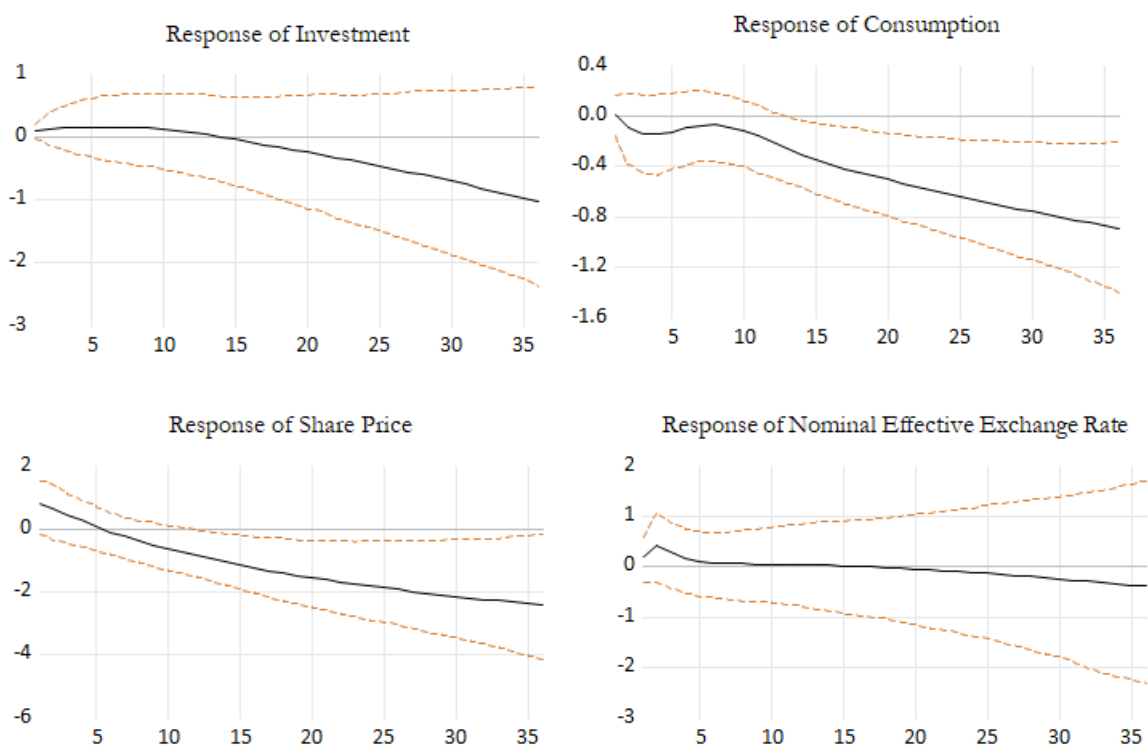 Response of Investment
1
0
-1
-2
-3
5 10 15 20 25 30 35
Response of Consumption
0.4
0.0
-0.4
-0.8
-1.2
-1.6
5 10 15 20 25 30 35
Response of Share Price
2
0
-2
-4
-6
5 10 15 20 25 30 35
Response of Nominal Effective Exchange Rate
2
1
0
-1
-2
-3
5 10 15 20 25 30 35